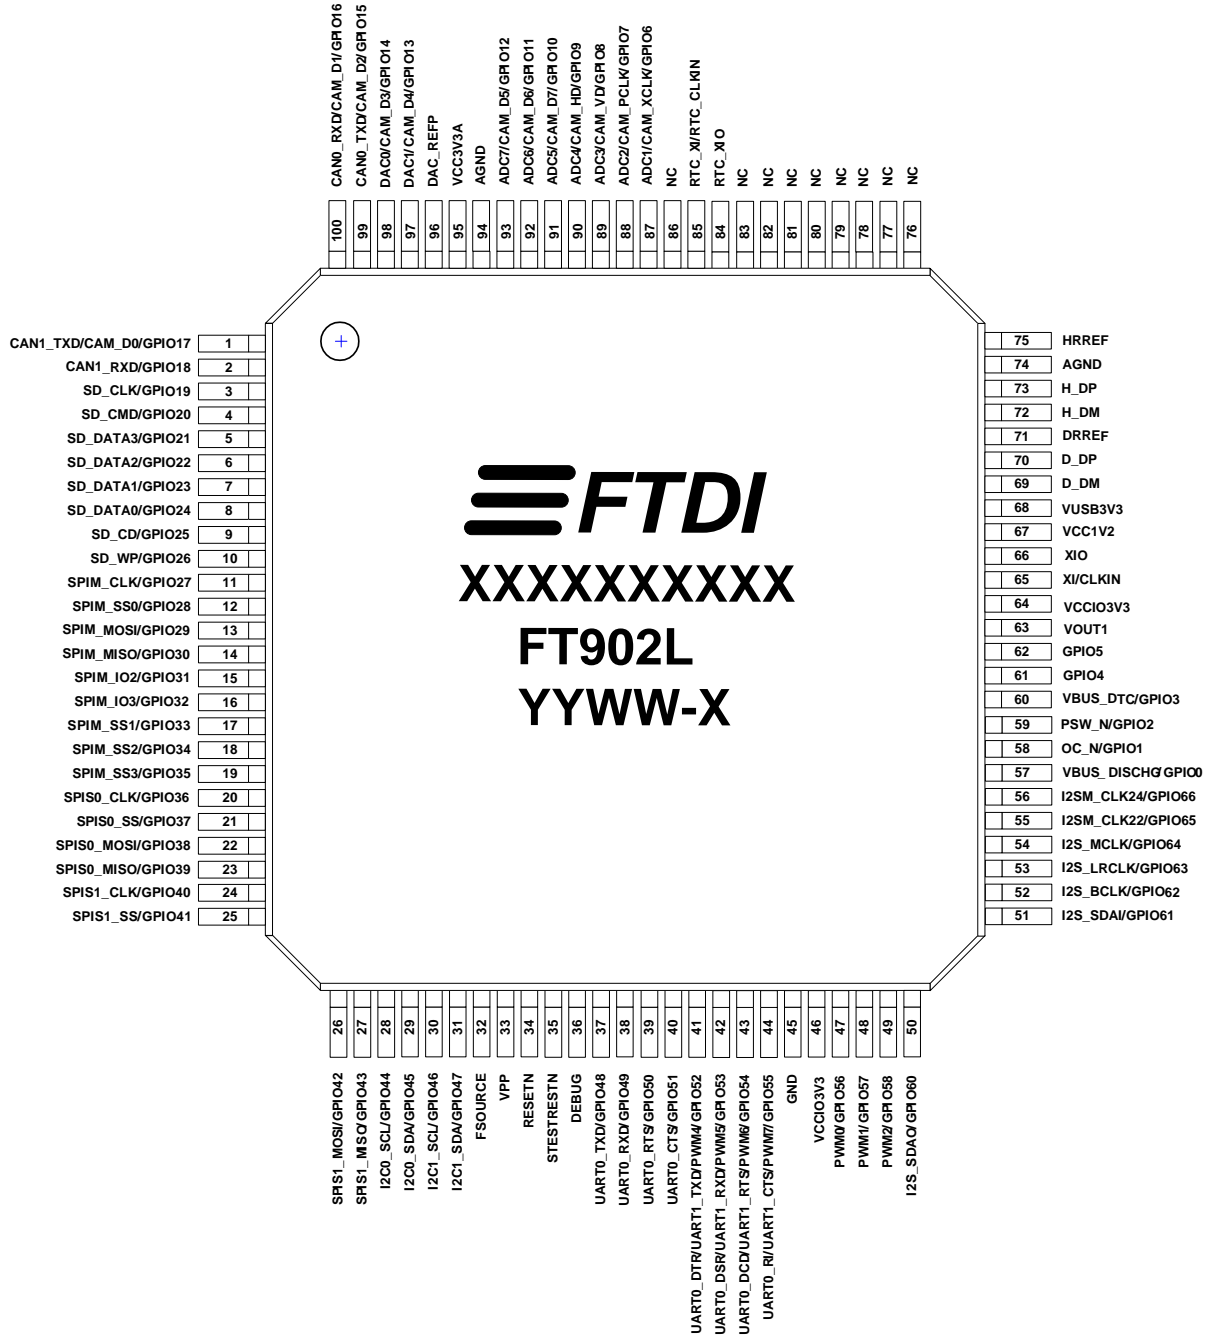 CAN0_RXD/CAM_D1/GPIO16
CAN0_TXD/CAM_D2/GPIO15
DAC0/CAM_D3/GPIO14
DAC1/CAM_D4/GPIO13
DAC_REFP
VCC3V3A
AGND
ADC7/CAM_D5/GPIO12
ADC6/CAM_D6/GPIO11
ADC5/CAM_D7/GPIO10
ADC4/CAM_HD/GPIO9
ADC3/CAM_VD/GPIO8
ADC2/CAM_PCLK/GPIO7
ADC1/CAM_XCLK/GPIO6
NC
RTC_XI/RTC_CLKIN
RTC_XIO
NC
NC
NC
NC
NC
NC
NC
NC
100 99 98 97 96 95 94 93 92 91 90 89 88 87 86 85 84 83 82 81 80 79 78 77 76
CAN1_TXD/CAM_D0/GPIO17 1
CAN1_RXD/GPIO18 2
SD_CLK/GPIO19 3
SD_CMD/GPIO20 4
SD_DATA3/GPIO21 5
SD_DATA2/GPIO22 6
SD_DATA1/GPIO23 7
SD_DATA0/GPIO24 8
SD_CD/GPIO25 9
SD_WP/GPIO26 10
SPIM_CLK/GPIO27 11
SPIM_SS0/GPIO28 12
SPIM_MOSI/GPIO29 13
SPIM_MISO/GPIO30 14
SPIM_IO2/GPIO31 15
SPIM_IO3/GPIO32 16
SPIM_SS1/GPIO33 17
SPIM_SS2/GPIO34 18
SPIM_SS3/GPIO35 19
SPIS0_CLK/GPIO36 20
SPIS0_SS/GPIO37 21
SPIS0_MOSI/GPIO38 22
SPIS0_MISO/GPIO39 23
SPIS1_CLK/GPIO40 24
SPIS1_SS/GPIO41 25
FTDI
XXXXXXXXXX
FT902L
YYWW-X
75 HRREF
74 AGND
73 H_DP
72 H_DM
71 DRREF
70 D_DP
69 D_DM
68 VUSB3V3
67 VCC1V2
66 XIO
65 XI/CLKIN
64 VCCIO3V3
63 VOUT1
62 GPIO5
61 GPIO4
60 VBUS_DTC/GPIO3
59 PSW_N/GPIO2
58 OC_N/GPIO1
57 VBUS_DISCHG/GPIO0
56 I2SM_CLK24/GPIO66
55 I2SM_CLK22/GPIO65
54 I2S_MCLK/GPIO64
53 I2S_LRCLK/GPIO63
52 I2S_BCLK/GPIO62
51 I2S_SDAI/GPIO61
26 27 28 29 30 31 32 33 34 35 36 37 38 39 40 41 42 43 44 45 46 47 48 49 50
SPIS1_MOSI/GPIO42
SPIS1_MISO/GPIO43
I2C0_SCL/GPIO44
I2C0_SDA/GPIO45
I2C1_SCL/GPIO46
I2C1_SDA/GPIO47
FSOURCE
VPP
RESETN
STESTRESTN
DEBUG
UART0_TXD/GPIO48
UART0_RXD/GPIO49
UART0_RTS/GPIO50
UART0_CTS/GPIO51
UART0_DTR/UART1_TXD/PWM4/GPIO52
UART0_DSR/UART1_RXD/PWM5/GPIO53
UART0_DCD/UART1_RTS/PWM6/GPIO54
UART0_RI/UART1_CTS/PWM7/GPIO55
GND
VCCIO3V3
PWM0/GPIO56
PWM1/GPIO57
PWM2/GPIO58
I2S_SDAO/GPIO60